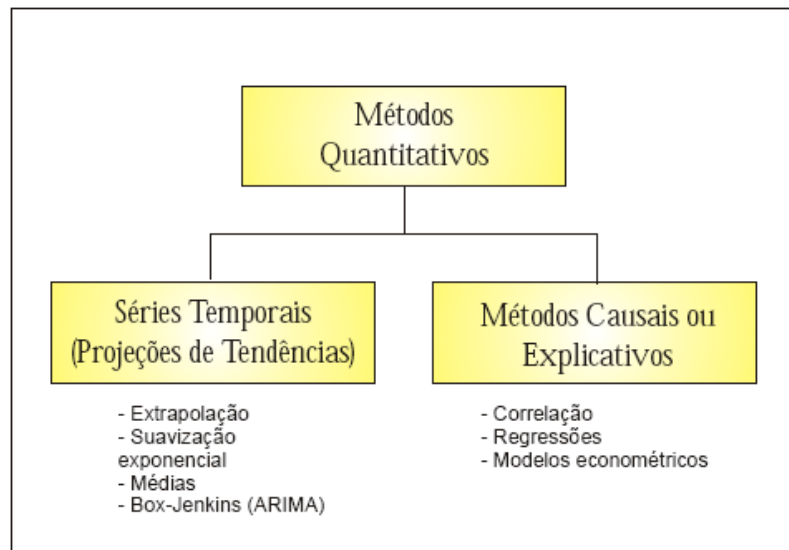 Métodos
Quantitativos
Séries Temporais
(Projeções de Tendências)
- Extrapolação
- Suavização
exponencial
- Médias
- Box-Jenkins (ARIMA)
Métodos Causais ou
Explicativos
- Correlação
- Regressões
- Modelos econométricos